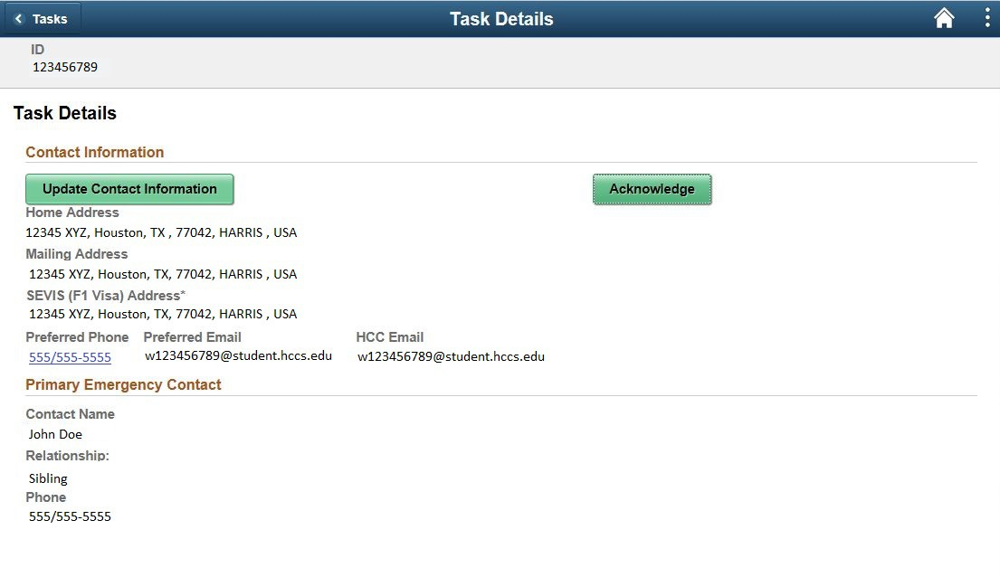 Tasks
Task Details
ID
123456789
Task Details
Contact Information
Update Contact Information
Acknowledge
Home Address
12345 XYZ, Houston, TX , 77042, HARRIS , USA
Mailing Address
12345 XYZ, Houston, TX, 77042, HARRIS , USA
SEVIS (F1 Visa) Address*
12345 XYZ, Houston, TX, 77042, HARRIS , USA
Preferred Phone Preferred Email HCC Email
555/555-5555 w123456789@student.hccs.edu w123456789@student.hccs.edu
Primary Emergency Contact
Contact Name
John Doe
Relationship:
Sibling
Phone
555/555-5555